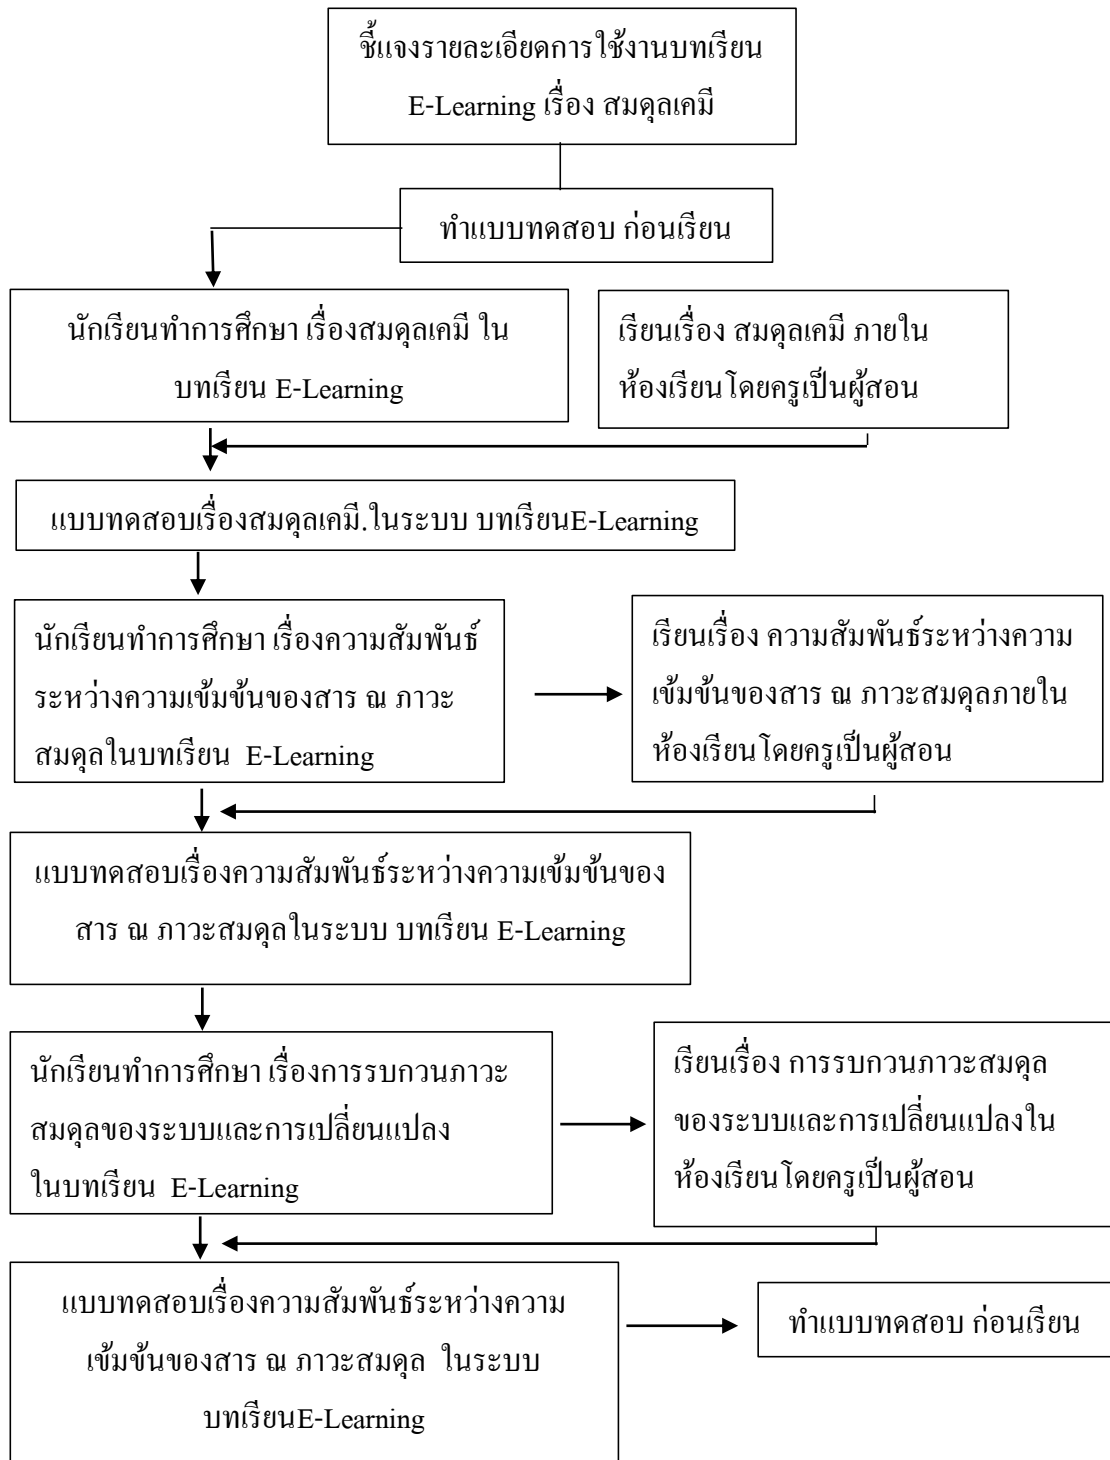 ชี้แจงรายละเอียดการใช้งานบทเรียน
E-Learning เรื่อง สมดุลเคมี
ทำแบบทดสอบ ก่อนเรียน
นักเรียนทำการศึกษา เรื่องสมดุลเคมี ใน
บทเรียน E-Learning
เรียนเรื่อง สมดุลเคมี ภายใน
ห้องเรียนโดยครูเป็นผู้สอน
แบบทดสอบเรื่องสมดุลเคมี.ในระบบ บทเรียนE-Learning
นักเรียนทำการศึกษา เรื่องความสัมพันธ์
ระหว่างความเข้มข้นของสาร ณ ภาวะ
สมดุลในบทเรียน E-Learning
เรียนเรื่อง ความสัมพันธ์ระหว่างความ
เข้มข้นของสาร ณ ภาวะสมดุลภายใน
ห้องเรียนโดยครูเป็นผู้สอน
แบบทดสอบเรื่องความสัมพันธ์ระหว่างความเข้มข้นของ
สาร ณ ภาวะสมดุลในระบบ บทเรียน E-Learning
นักเรียนทำการศึกษา เรื่องการรบกวนภาวะ
สมดุลของระบบและการเปลี่ยนแปลง
ในบทเรียน E-Learning
เรียนเรื่อง การรบกวนภาวะสมดุล
ของระบบและการเปลี่ยนแปลงใน
ห้องเรียนโดยครูเป็นผู้สอน
แบบทดสอบเรื่องความสัมพันธ์ระหว่างความ
เข้มข้นของสาร ณ ภาวะสมดุล ในระบบ
บทเรียนE-Learning
ทำแบบทดสอบ ก่อนเรียน